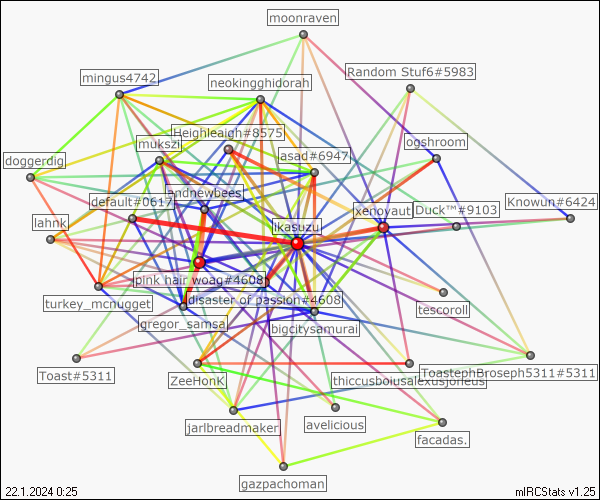 moonraven
Random Stuf6#5983
mingus4742
neokingghidorah
Heighleaigh#8575
ogshroom
mukszi
asad#6947
doggerdig
andnewbees
default#0617
xenoyaut
Duck™#9103
Knowun#6424
lahnk
ikasuzu
pink hair woag#4608
disaster of passion#4608
turkey_mcnugget
tescoroll
gregor_samsa
bigcitysamurai
Toast#5311
ZeeHonK
thiccusboiusalexusjoneus
ToastephBroseph5311#5311
jarlbreadnaker
avelicious
facadas.
gazpachoman
22.1.2024 0:25
mIRCStats v1.25